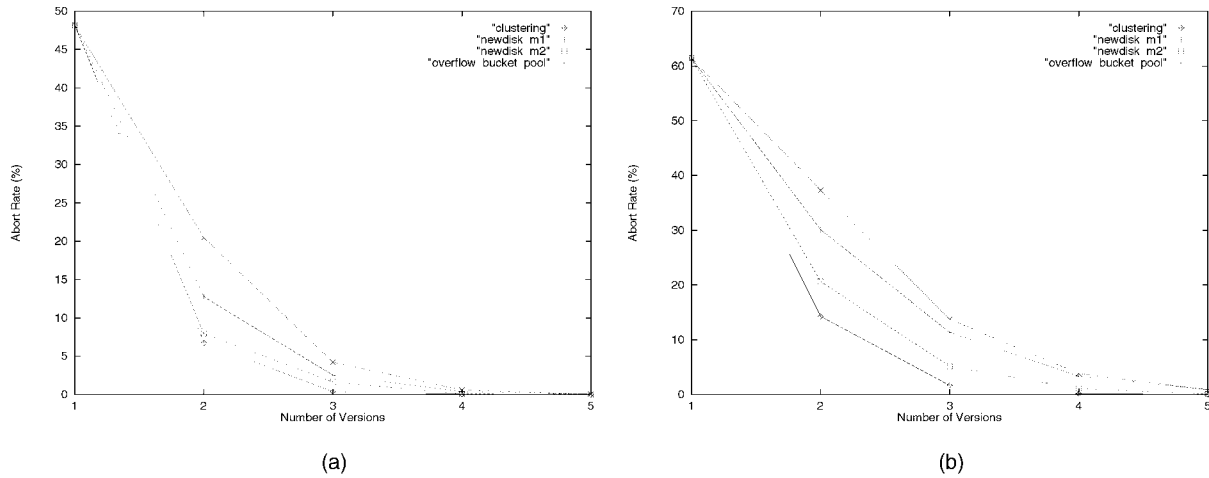 50
45
40
35
30
25
20
15
10
5
0
Abort Rate (%)
"clustering"
"newdisk m1"
"newdisk m2"
"overflow bucket pool"
1 2 3 4 5
Number of Versions
(a)
70
60
50
40
30
20
10
0
Abort Rate (%)
"clustering"
"newdisk m1"
"newdisk m2"
"overflow bucket pool"
1 2 3 4 5
Number of Versions
(b)